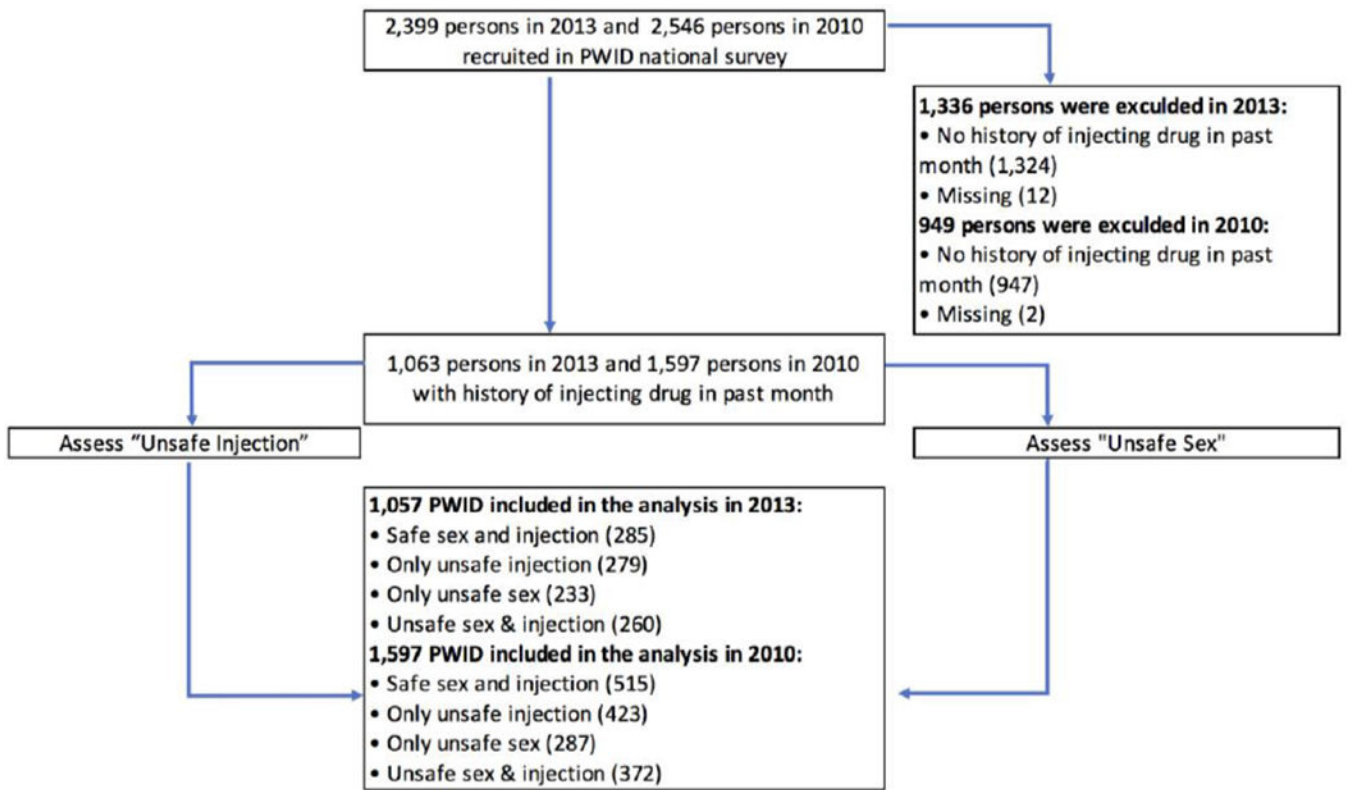 2,399 persons in 2013 and 2,546 persons in 2010
recruited in PWID national survey
1,336 persons were exculded in 2013:
• No history of injecting drug in past
month (1,324)
• Missing (12)
949 persons were exculded in 2010:
• No history of injecting drug in past
month (947)
• Missing (2)
1,063 persons in 2013 and 1,597 persons in 2010
with history of injecting drug in past month
Assess “Unsafe Injection”
Assess "Unsafe Sex"
1,057 PWID included in the analysis in 2013:
• Safe sex and injection (285)
• Only unsafe injection (279)
• Only unsafe sex (233)
• Unsafe sex & injection (260)
1,597 PWID included in the analysis in 2010:
• Safe sex and injection (515)
• Only unsafe injection (423)
• Only unsafe sex (287)
• Unsafe sex & injection (372)